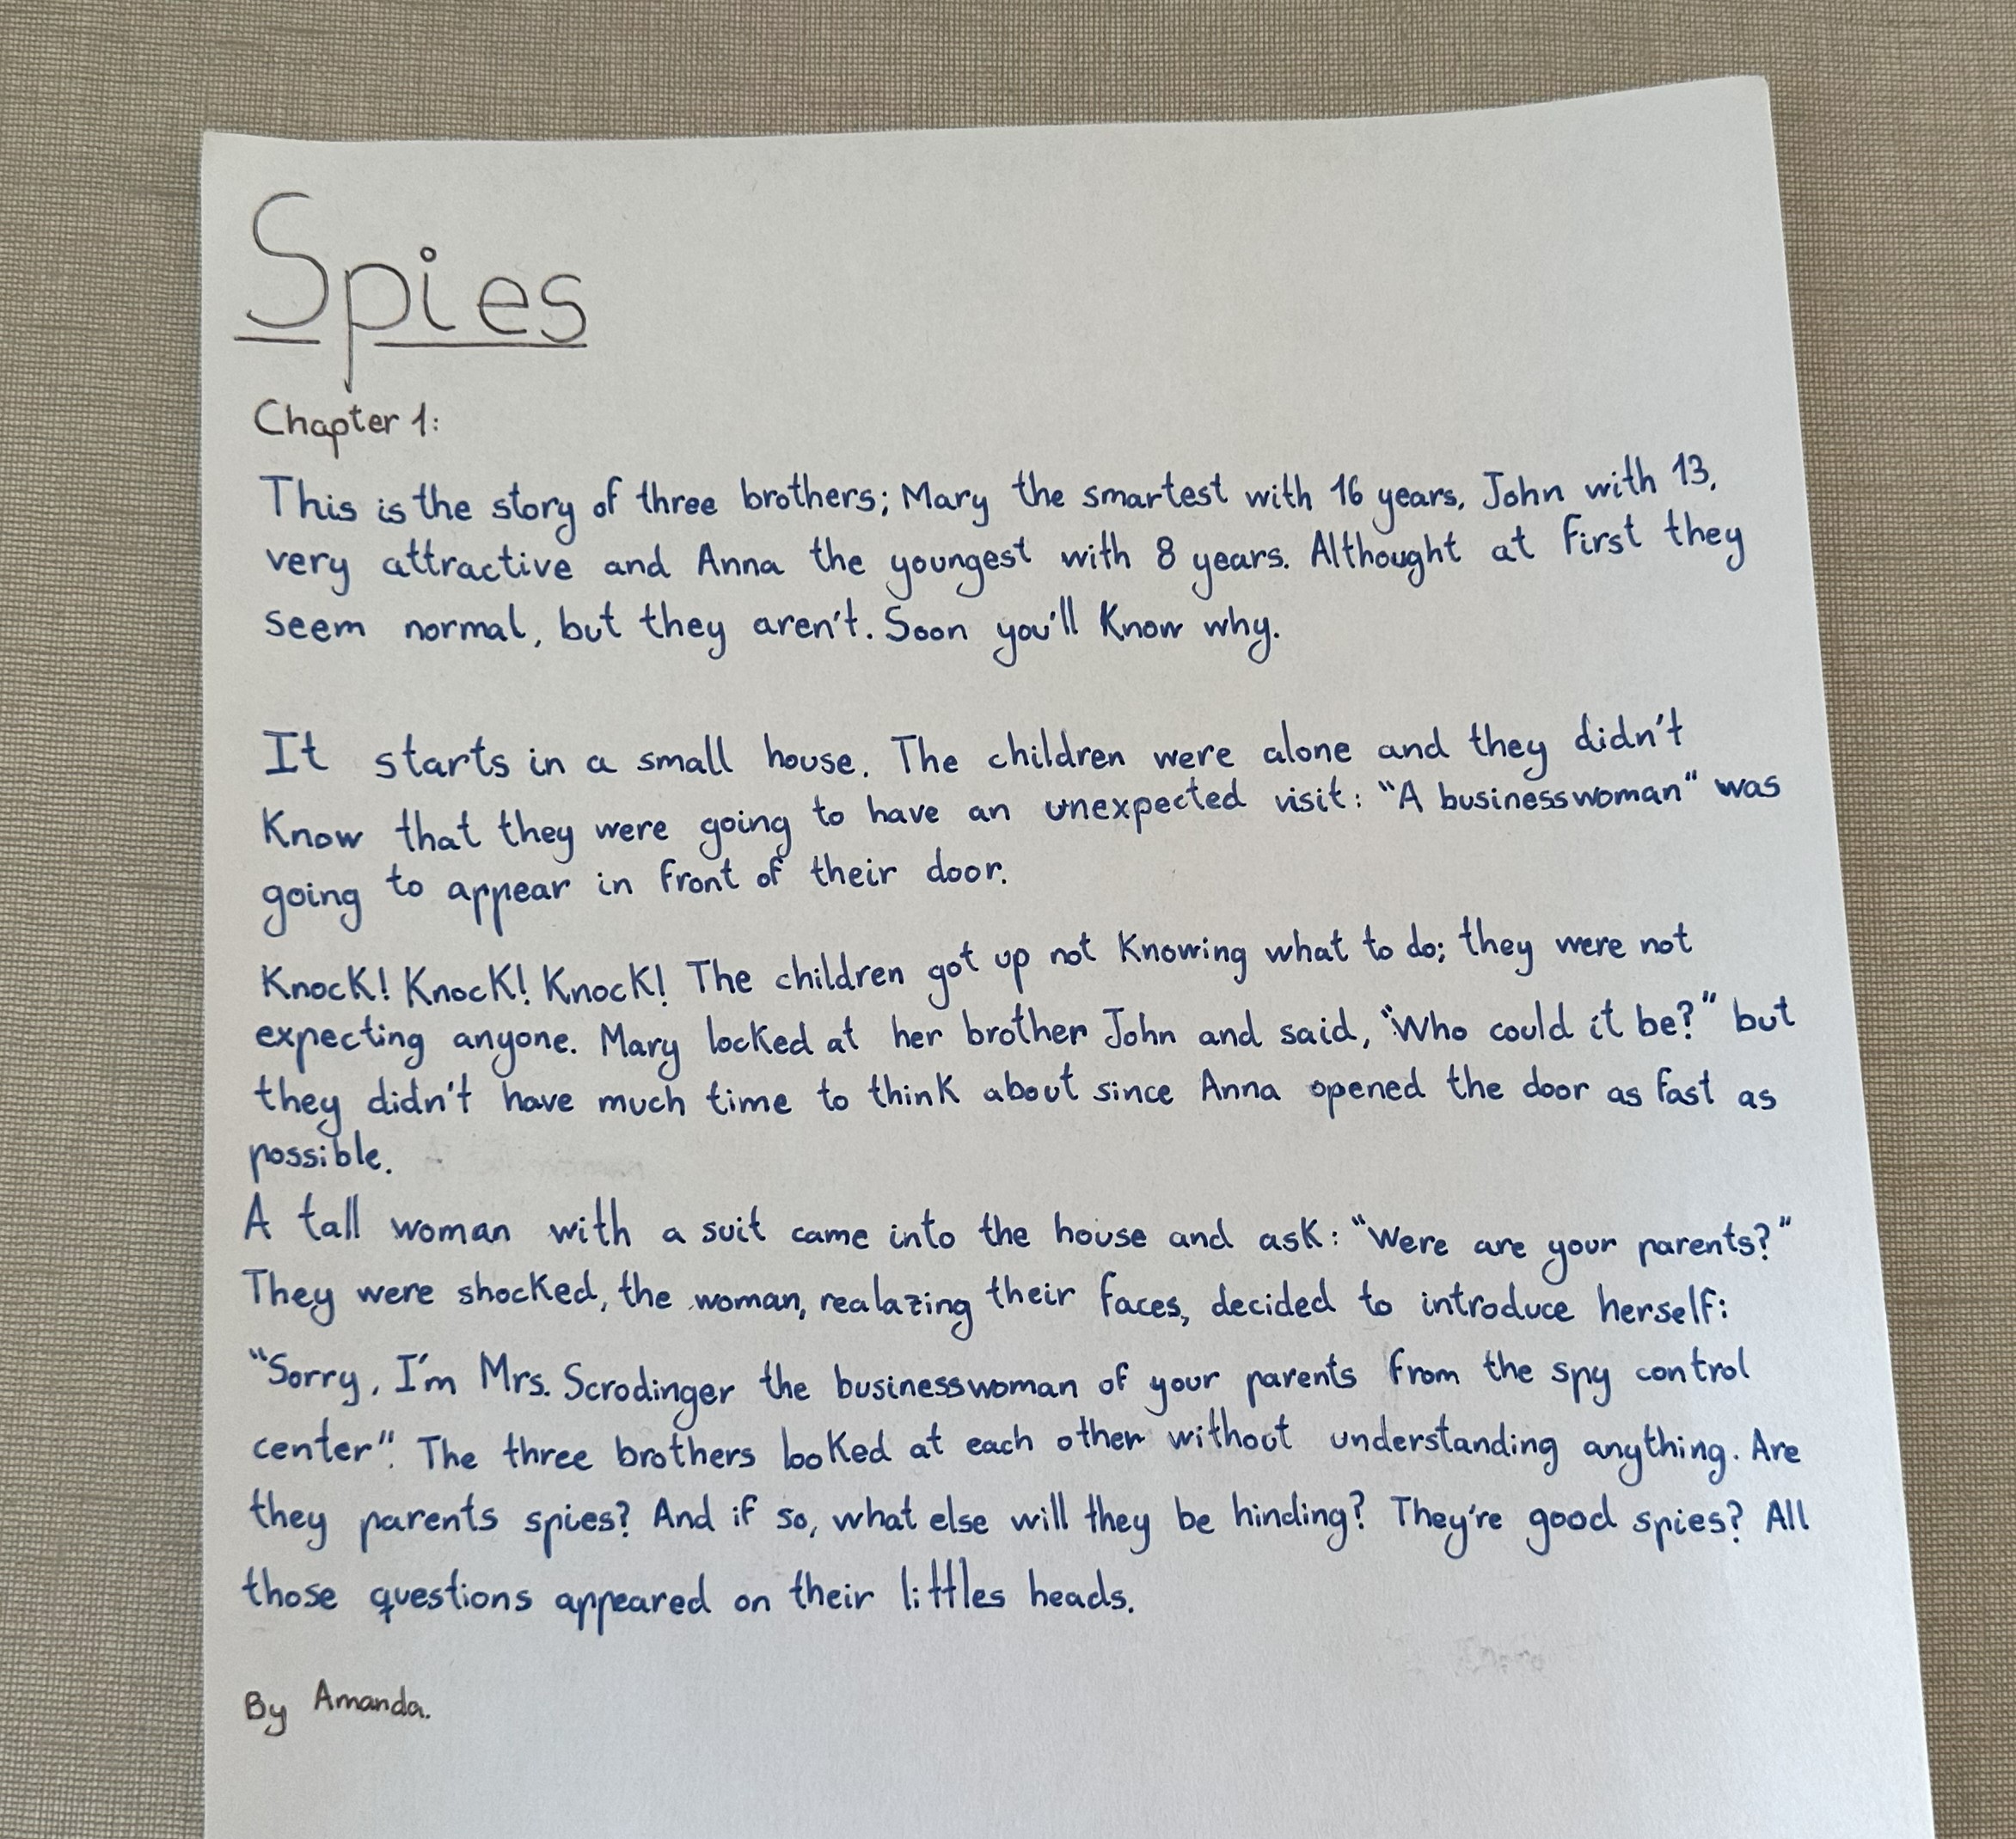 Spies
Chapter 1:
This is the story of three brothers; Mary the smartest with 16 years, John with 13,
very attractive and Anna the youngest with 8 years. Althought at first they
seem normal, but they aren't. Soon you'll Know why.
It starts in a small house. The children were alone and they didn't
Know that they were going to have an unexpected visit: "A businesswoman" was
going to appear in front of their door.
Knock! Knock! Knock! The children got up not Knowing what to do; they were not
expecting anyone. Mary locked at her brother John and said, "Who could it be?" but
they didn't have much time to think about since Anna opened the door as fast as
possible.
A tall woman with a suit came into the house and ask: "Were are your parents?"
They were shocked, the woman, realazing their faces, decided to introduce herself:
"Sorry, I'm Mrs. Scrodinger the businesswoman of your parents from the spy control
center". The three brothers looked at each other without understanding anything. Are
they parents spies? And if so, what else will they be hinding? They're good spies? All
those questions appeared on their littles heads.
By Amanda.